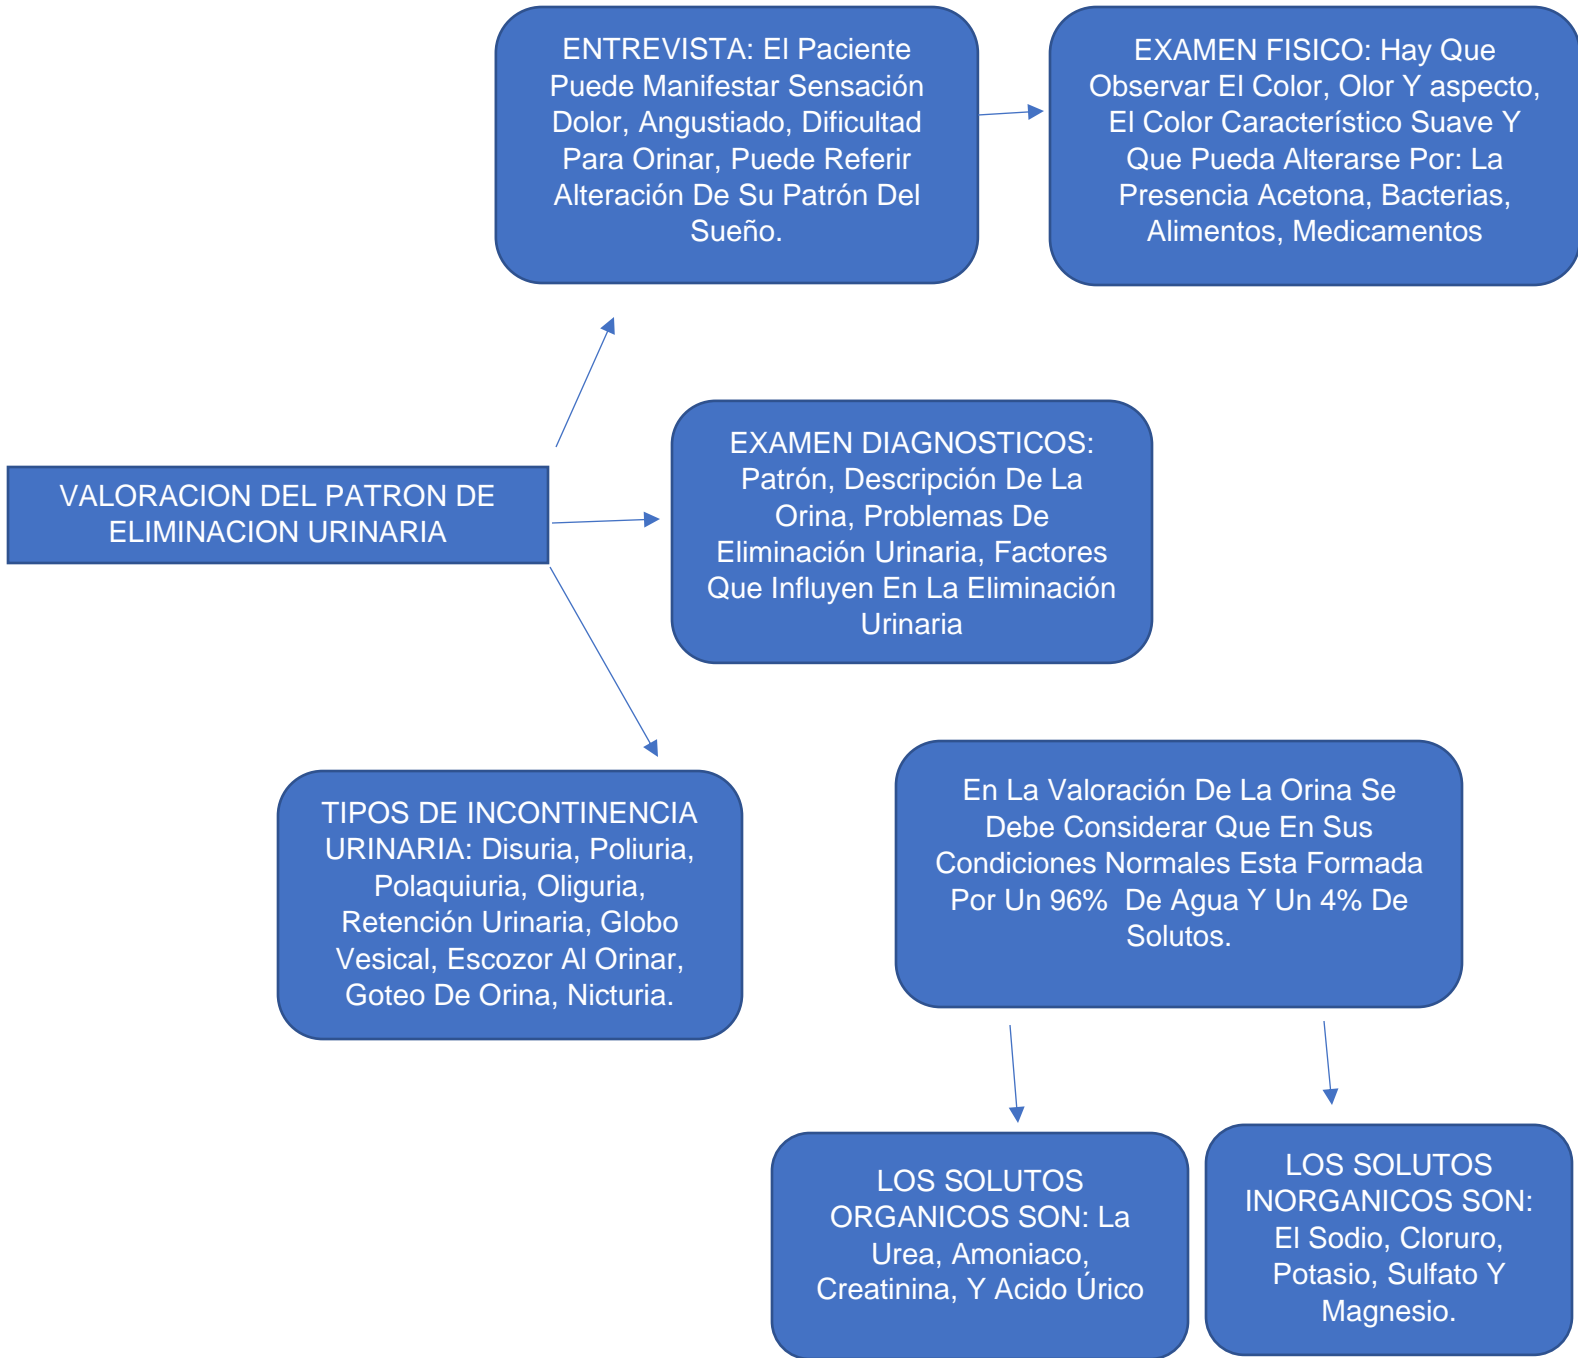 ENTREVISTA: El Paciente
Puede Manifestar Sensación
Dolor, Angustiado, Dificultad
Para Orinar, Puede Referir
Alteración De Su Patrón Del
Sueño.
EXAMEN FISICO: Hay Que
Observar El Color, Olor Y aspecto,
El Color Característico Suave Y
Que Pueda Alterarse Por: La
Presencia Acetona, Bacterias,
Alimentos, Medicamentos
VALORACION DEL PATRON DE
ELIMINACION URINARIA
EXAMEN DIAGNOSTICOS:
Patrón, Descripción De La
Orina, Problemas De
Eliminación Urinaria, Factores
Que Influyen En La Eliminación
Urinaria
TIPOS DE INCONTINENCIA
URINARIA: Disuria, Poliuria,
Polaquiuria, Oliguria,
Retención Urinaria, Globo
Vesical, Escozor Al Orinar,
Goteo De Orina, Nicturia.
En La Valoración De La Orina Se
Debe Considerar Que En Sus
Condiciones Normales Esta Formada
Por Un 96% De Agua Y Un 4% De
Solutos.
LOS SOLUTOS
ORGANICOS SON: La
Urea, Amoniaco,
Creatinina, Y Acido Úrico
LOS SOLUTOS
INORGANICOS SON:
El Sodio, Cloruro,
Potasio, Sulfato Y
Magnesio.